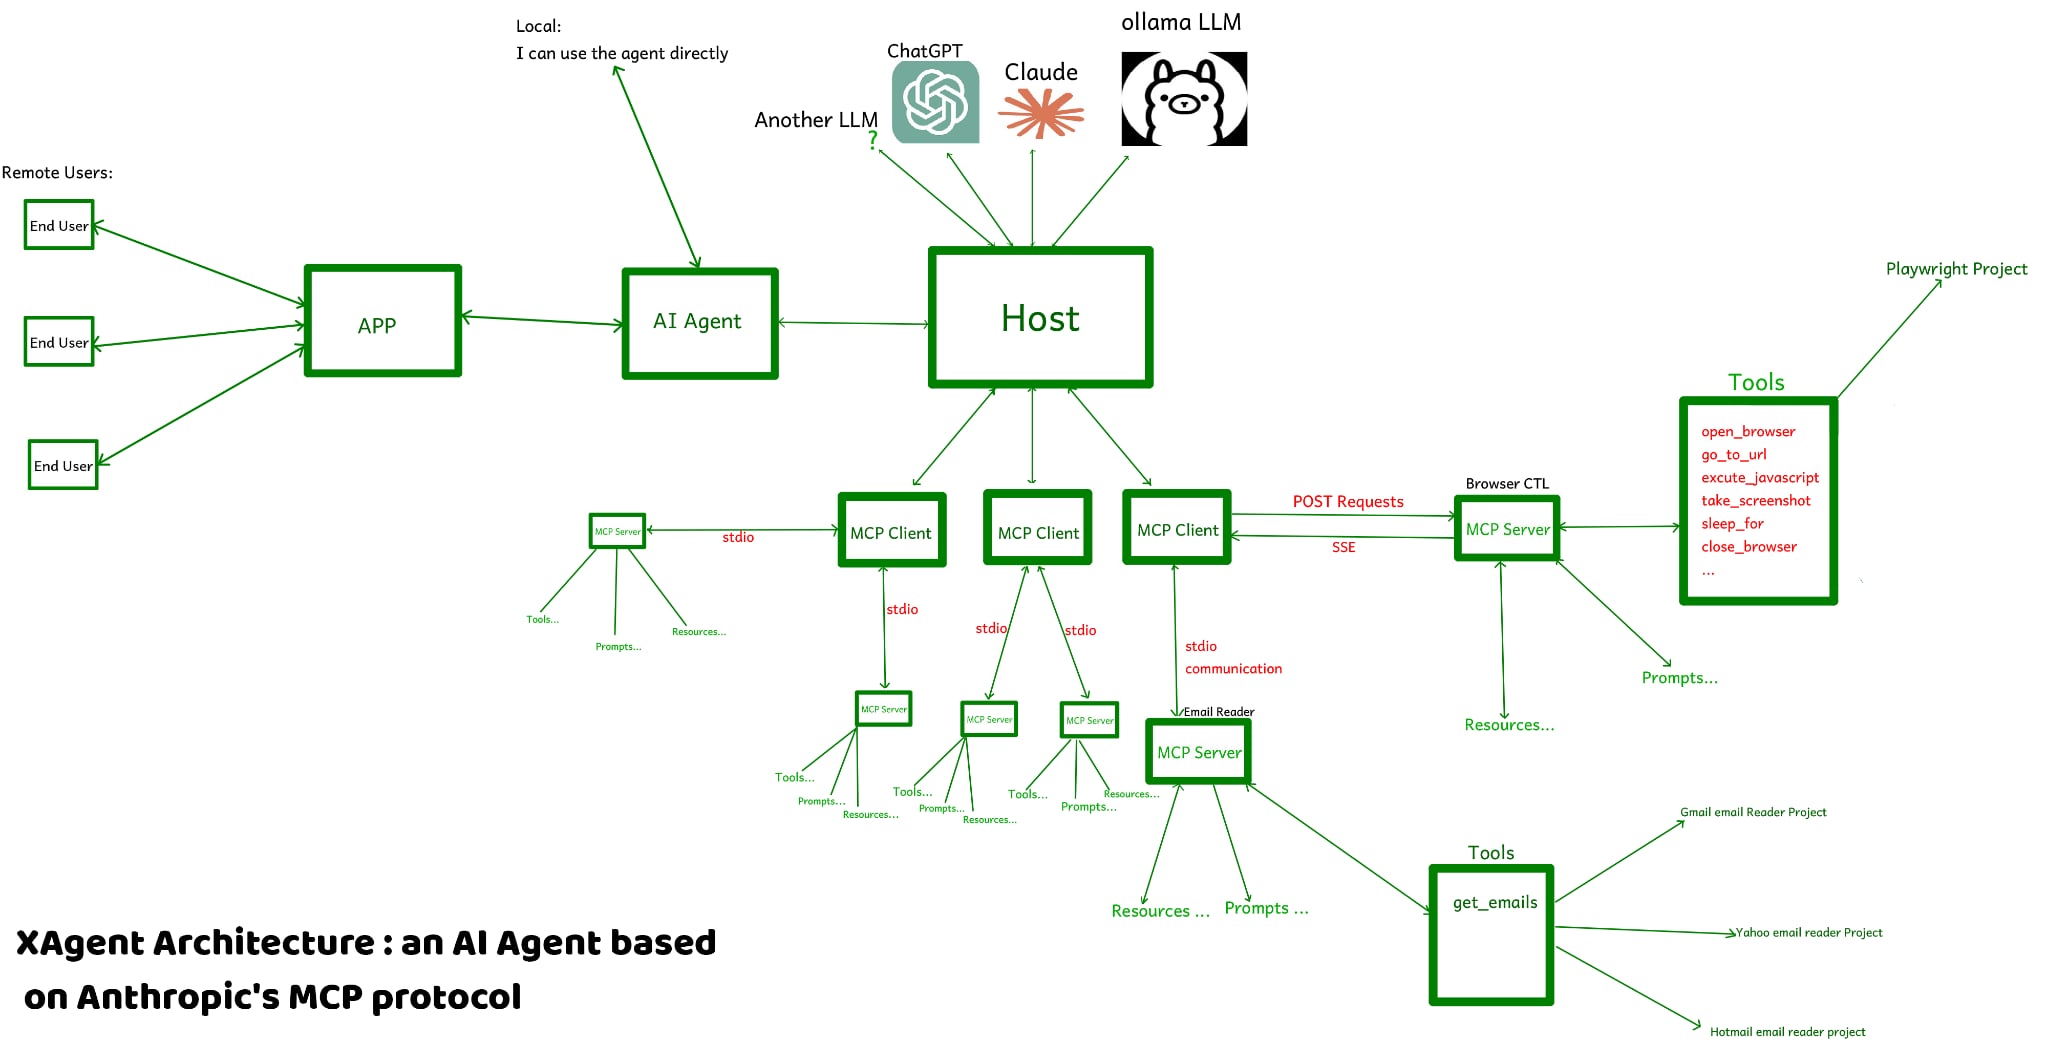 Local:
I can use the agent directly
ollama LLM
ChatGPT
Claude
Another LLM
?
Remote Users:
End User
End User
End User
APP
AI Agent
Host
Playwright Project
Tools
open_browser
go_to_url
excute_javascript
take_screenshot
sleep_for
close_browser
...
Browser CTL
MCP Server
POST Requests
SSE
MCP Client
MCP Client
MCP Client
MCP Server
stdio
Tools...
Prompts...
Resources...
stdio
stdio
stdio
stdio
communication
Prompts...
Resources...
MCP Server
Tools...
Prompts...
Resources...
MCP Server
Tools...
Prompts...
Resources...
MCP Server
Tools...
Prompts...
Resources...
Email Reader
MCP Server
Resources ...
Prompts ...
Tools
get_emails
Gmail email Reader Project
Yahoo email reader Project
Hotmail email reader project
XAgent Architecture : an AI Agent based
on Anthropic's MCP protocol